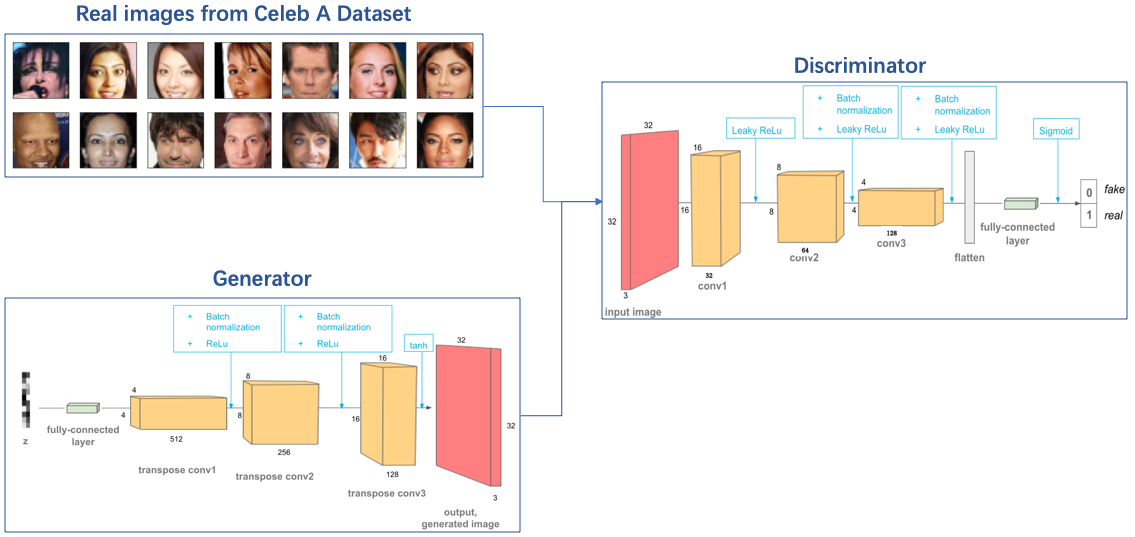 Real images from Celeb A Dataset
Discriminator
32
32
3
input image
16
16
32
conv1
Leaky ReLu
8
8
64
conv2
+ Batch
normalization
+ Leaky ReLu
4
4
128
conv3
+ Batch
normalization
+ Leaky ReLu
flatten
fully-connected
layer
Sigmoid
0 fake
1 real
Generator
z
fully-connected
layer
4
4
512
transpose conv1
+ Batch
normalization
+ ReLu
8
8
256
transpose conv2
+ Batch
normalization
+ ReLu
16
16
128
transpose conv3
tanh
32
32
3
output,
generated image